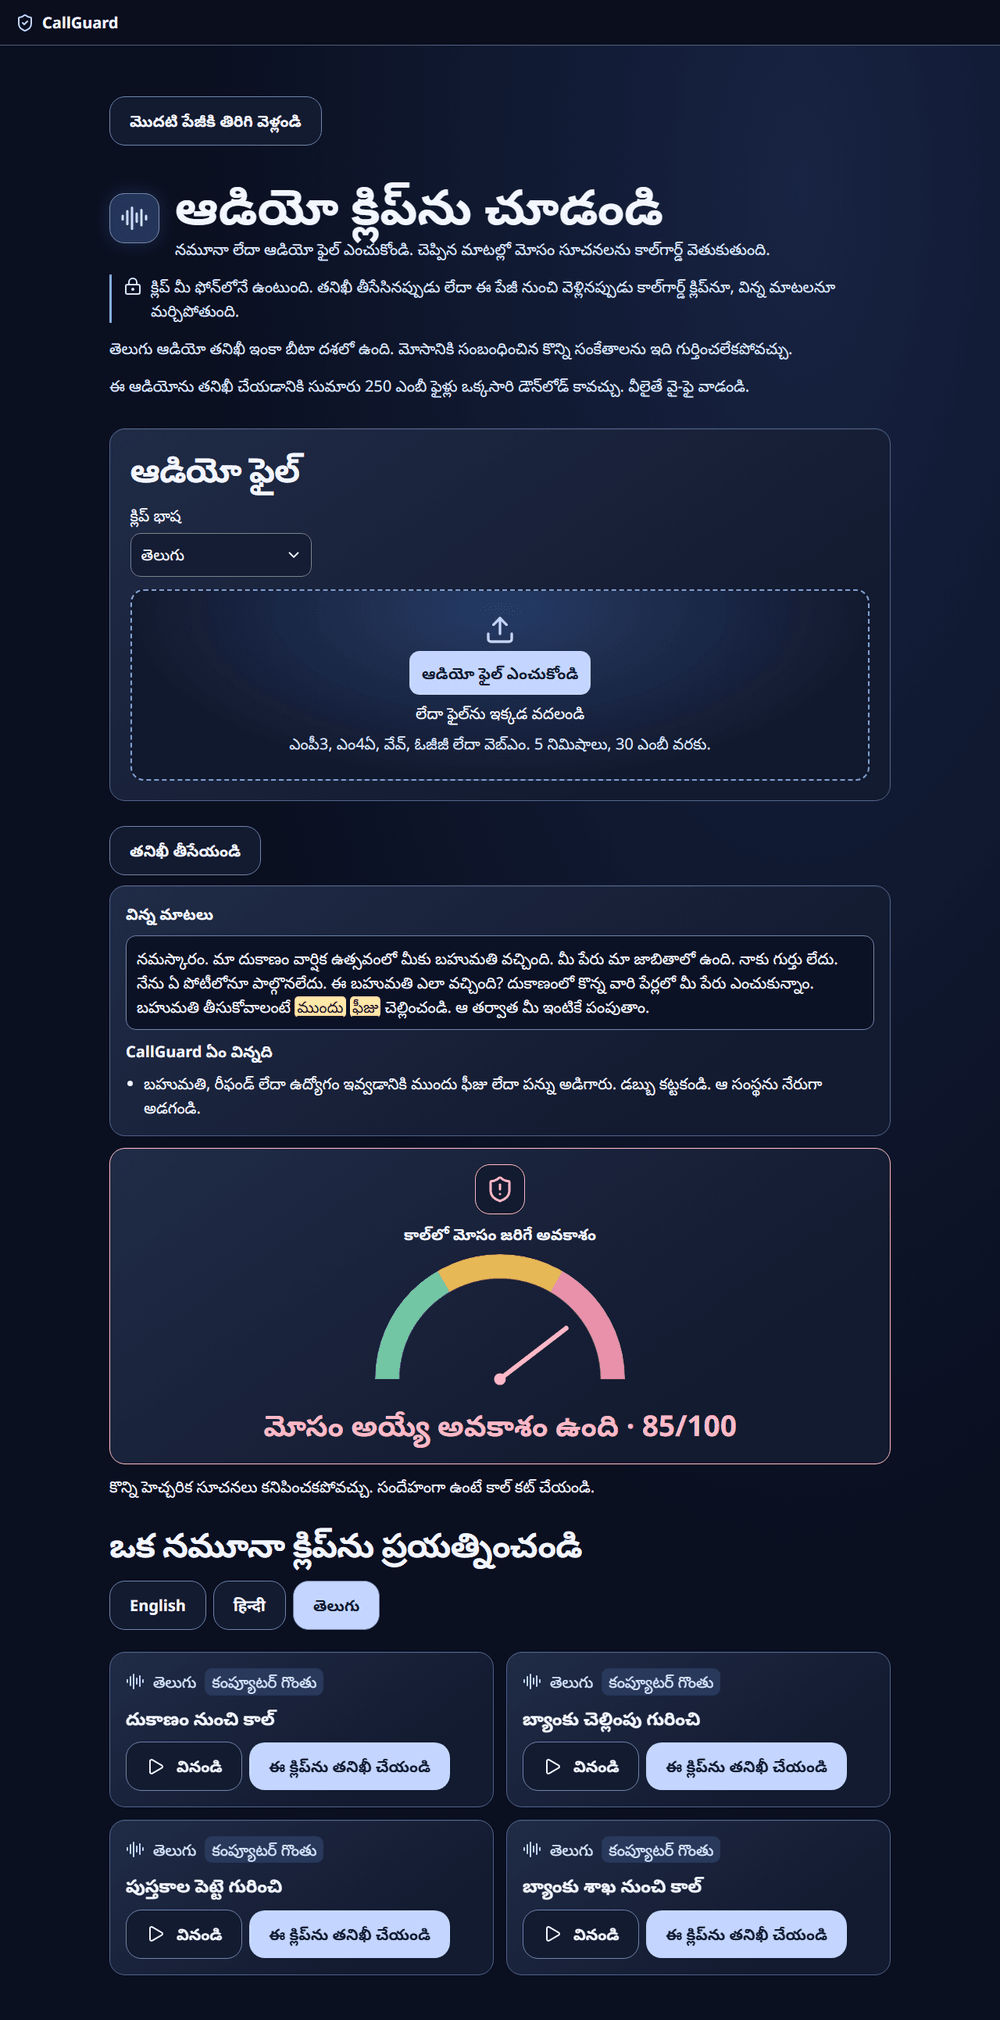 CallGuard
మొదటి పేజీకి తిరిగి వెళ్లండి
ఆడియో క్లిప్‌ను చూడండి
నమూనా లేదా ఆడియో ఫైల్ ఎంచుకోండి. చెప్పిన మాటల్లో మోసం సూచనలను కాల్‌గార్డ్ వెతుకుతుంది.
క్లిప్ మీ ఫోన్‌లోనే ఉంటుంది. తనిఖీ తీసేసినప్పుడు లేదా ఈ పేజీ నుంచి వెళ్లినప్పుడు కాల్‌గార్డ్ క్లిప్‌నూ, విన్న మాటలనూ
మర్చిపోతుంది.
తెలుగు ఆడియో తనిఖీ ఇంకా బీటా దశలో ఉంది. మోసానికి సంబంధించిన కొన్ని సంకేతాలను ఇది గుర్తించలేకపోవచ్చు.
ఈ ఆడియోను తనిఖీ చేయడానికి సుమారు 250 ఎంబీ ఫైళ్లు ఒక్కసారి డౌన్‌లోడ్ కావచ్చు. వీలైతే వై-ఫై వాడండి.
ఆడియో ఫైల్
క్లిప్ భాష
తెలుగు
ఆడియో ఫైల్ ఎంచుకోండి
లేదా ఫైల్‌ను ఇక్కడ వదలండి
ఎంపీ3, ఎం4ఏ, వేవ్, ఓజీజీ లేదా వెబ్‌ఎం. 5 నిమిషాలు, 30 ఎంబీ వరకు.
తనిఖీ తీసేయండి
విన్న మాటలు
నమస్కారం. మా దుకాణం వార్షిక ఉత్సవంలో మీకు బహుమతి వచ్చింది. మీ పేరు మా జాబితాలో ఉంది. నాకు గుర్తు లేదు.
నేను ఏ పోటీలోనూ పాల్గొనలేదు. ఈ బహుమతి ఎలా వచ్చింది? దుకాణంలో కొన్న వారి పేర్లలో మీ పేరు ఎంచుకున్నాం.
బహుమతి తీసుకోవాలంటే ముందు ఫీజు చెల్లించండి. ఆ తర్వాత మీ ఇంటికే పంపుతాం.
CallGuard ఏం విన్నది
• బహుమతి, రీఫండ్ లేదా ఉద్యోగం ఇవ్వడానికి ముందు ఫీజు లేదా పన్ను అడిగారు. డబ్బు కట్టకండి. ఆ సంస్థను నేరుగా
అడగండి.
కాల్‌లో మోసం జరిగే అవకాశం
మోసం అయ్యే అవకాశం ఉంది · 85/100
కొన్ని హెచ్చరిక సూచనలు కనిపించకపోవచ్చు. సందేహంగా ఉంటే కాల్ కట్ చేయండి.
ఒక నమూనా క్లిప్‌ను ప్రయత్నించండి
English हिन्दी తెలుగు
తెలుగు కంప్యూటర్ గొంతు
దుకాణం నుంచి కాల్
వినండి ఈ క్లిప్‌ను తనిఖీ చేయండి
తెలుగు కంప్యూటర్ గొంతు
బ్యాంకు చెల్లింపు గురించి
వినండి ఈ క్లిప్‌ను తనిఖీ చేయండి
తెలుగు కంప్యూటర్ గొంతు
పుస్తకాల పెట్టె గురించి
వినండి ఈ క్లిప్‌ను తనిఖీ చేయండి
తెలుగు కంప్యూటర్ గొంతు
బ్యాంకు శాఖ నుంచి కాల్
వినండి ఈ క్లిప్‌ను తనిఖీ చేయండి